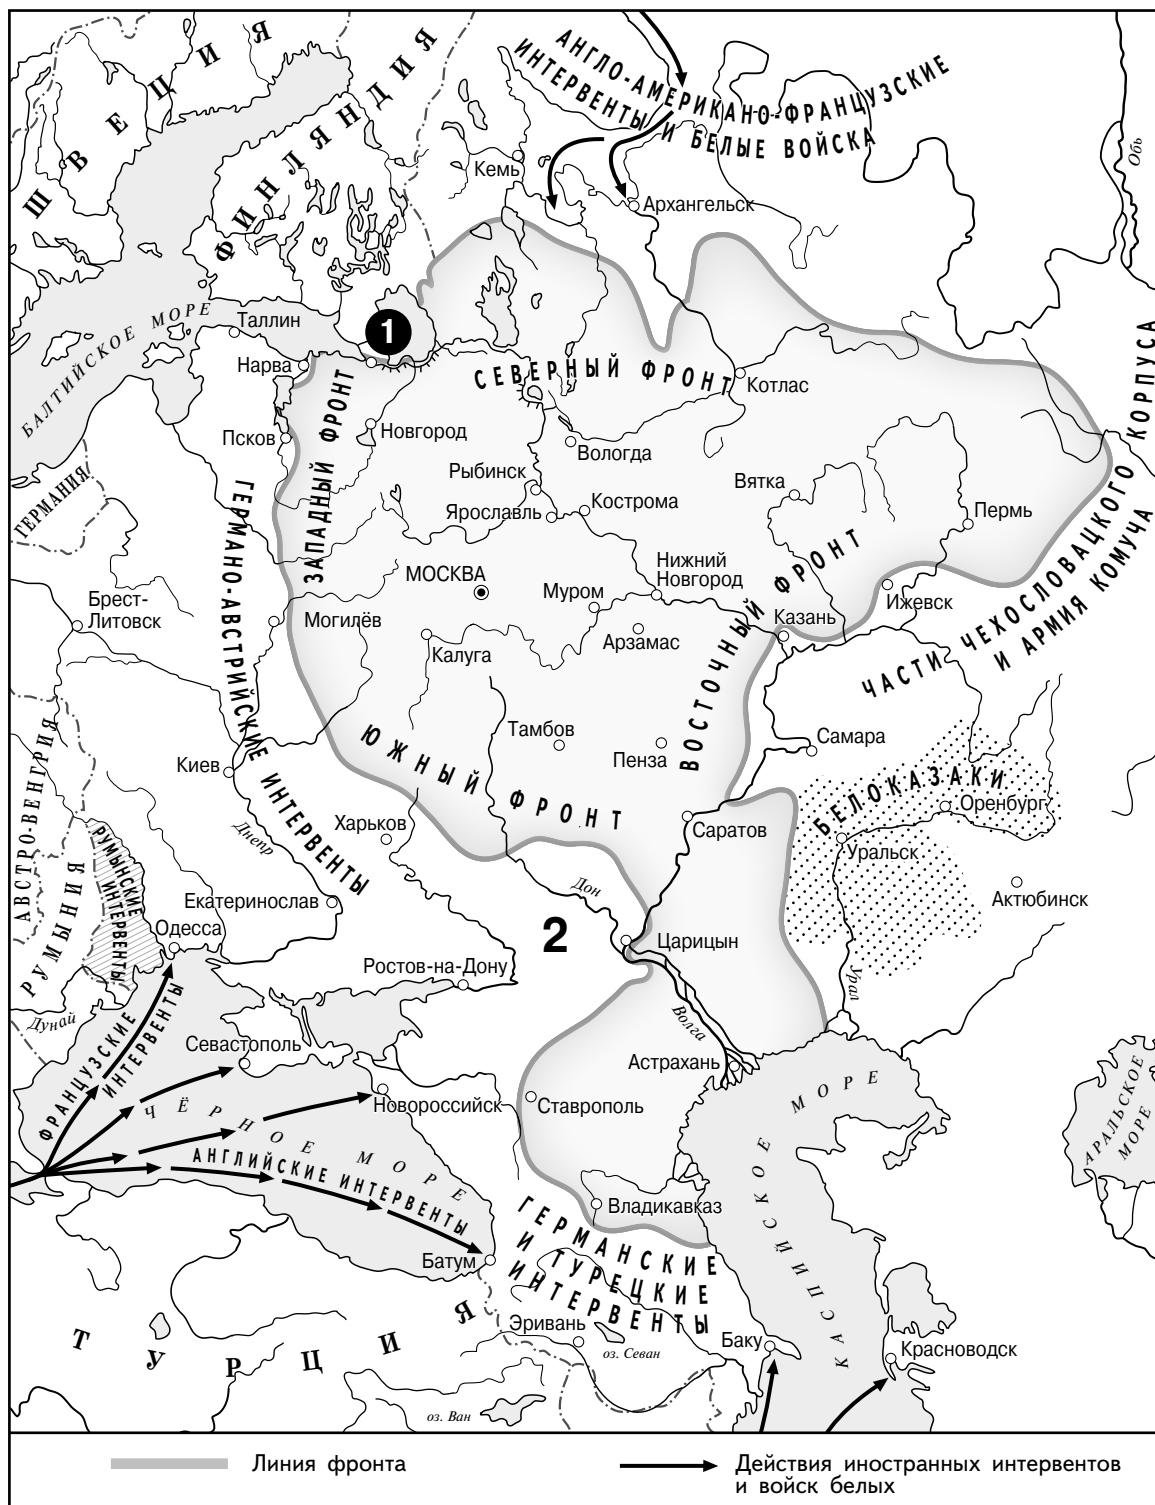 ШВЕЦИЯ
ФИНЛЯНДИЯ
АНГЛО-АМЕРИКАНО-ФРАНЦУЗСКИЕ
ИНТЕРВЕНТЫ И БЕЛЫЕ ВОЙСКА
Обь
Кемь
Архангельск
БАЛТИЙСКОЕ МОРЕ
Таллин
1
Нарва
СЕВЕРНЫЙ ФРОНТ
Котлас
Псков
Новгород
ЗАПАДНЫЙ ФРОНТ
Вологда
ГЕРМАНИЯ
Рыбинск
Вятка
Кострома
Ярославль
Пермь
ГЕРМАНО-АВСТРИЙСКИЕ ИНТЕРВЕНТЫ
МОСКВА
Нижний
Новгород
Муром
ВОСТОЧНЫЙ ФРОНТ
Ижевск
ЧАСТИ ЧЕХОСЛОВАЦКОГО КОРПУСА
И АРМИЯ КОМУЧА
Брест-
Литовск
Могилёв
Казань
Калуга
Арзамас
АВСТРО-ВЕНГРИЯ
Тамбов
Самара
Киев
ЮЖНЫЙ ФРОНТ
Пенза
БЕЛОКАЗАКИ
Оренбург
Днепр
Харьков
Саратов
Уральск
РУМЫНИЯ
РУМЫНСКИЕ
ИНТЕРВЕНТЫ
Екатеринослав
Дон
Актюбинск
Одесса
2
Царицын
Ростов-на-Дону
Урал
Дунай
Волга
ФРАНЦУЗСКИЕ
ИНТЕРВЕНТЫ
Севастополь
Астрахань
ЧЁРНОЕ МОРЕ
Новороссийск
Ставрополь
КАСПИЙСКОЕ МОРЕ
АРАЛЬСКОЕ
МОРЕ
АНГЛИЙСКИЕ ИНТЕРВЕНТЫ
Владикавказ
ГЕРМАНСКИЕ
И ТУРЕЦКИЕ
ИНТЕРВЕНТЫ
Батум
ТУРЦИЯ
Эривань
оз. Севан
Баку
Красноводск
оз. Ван
Линия фронта
Действия иностранных интервентов
и войск белых